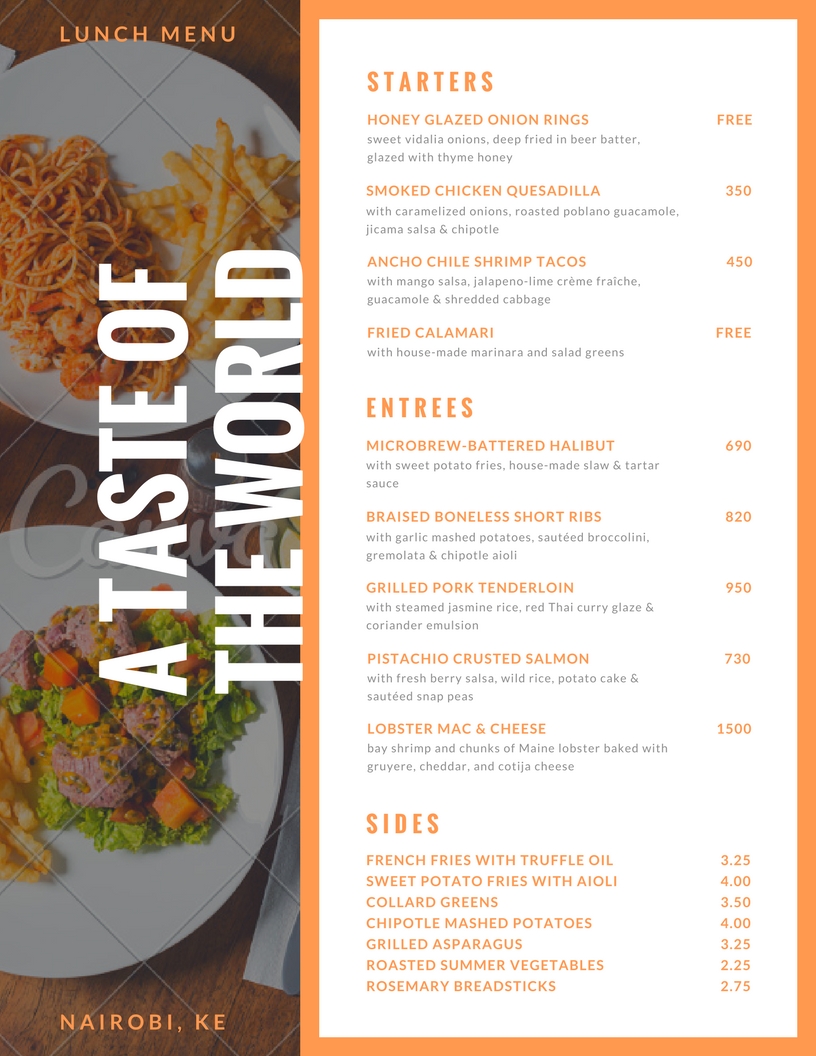 LUNCH MENU
A TASTE OF
THE WORLD
Canva
NAIROBI, KE
STARTERS
HONEY GLAZED ONION RINGS FREE
sweet vidalia onions, deep fried in beer batter,
glazed with thyme honey
SMOKED CHICKEN QUESADILLA 350
with caramelized onions, roasted poblano guacamole,
jicama salsa & chipotle
ANCHO CHILE SHRIMP TACOS 450
with mango salsa, jalapeno-lime crème fraîche,
guacamole & shredded cabbage
FRIED CALAMARI FREE
with house-made marinara and salad greens
ENTREES
MICROBREW-BATTERED HALIBUT 690
with sweet potato fries, house-made slaw & tartar
sauce
BRAISED BONELESS SHORT RIBS 820
with garlic mashed potatoes, sautéed broccolini,
gremolata & chipotle aioli
GRILLED PORK TENDERLOIN 950
with steamed jasmine rice, red Thai curry glaze &
coriander emulsion
PISTACHIO CRUSTED SALMON 730
with fresh berry salsa, wild rice, potato cake &
sautéed snap peas
LOBSTER MAC & CHEESE 1500
bay shrimp and chunks of Maine lobster baked with
gruyere, cheddar, and cotija cheese
SIDES
FRENCH FRIES WITH TRUFFLE OIL 3.25
SWEET POTATO FRIES WITH AIOLI 4.00
COLLARD GREENS 3.50
CHIPOTLE MASHED POTATOES 4.00
GRILLED ASPARAGUS 3.25
ROASTED SUMMER VEGETABLES 2.25
ROSEMARY BREADSTICKS 2.75